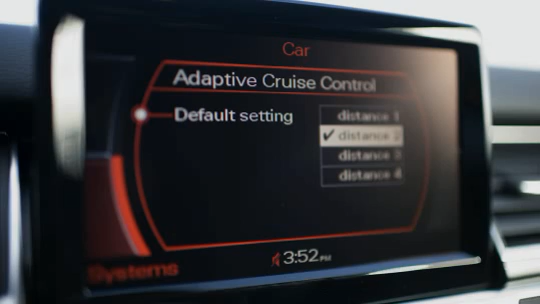 Car
Adaptive Cruise Control
Default setting
distance 1
distance 2
distance 3
distance 4
3:52 PM
Systems